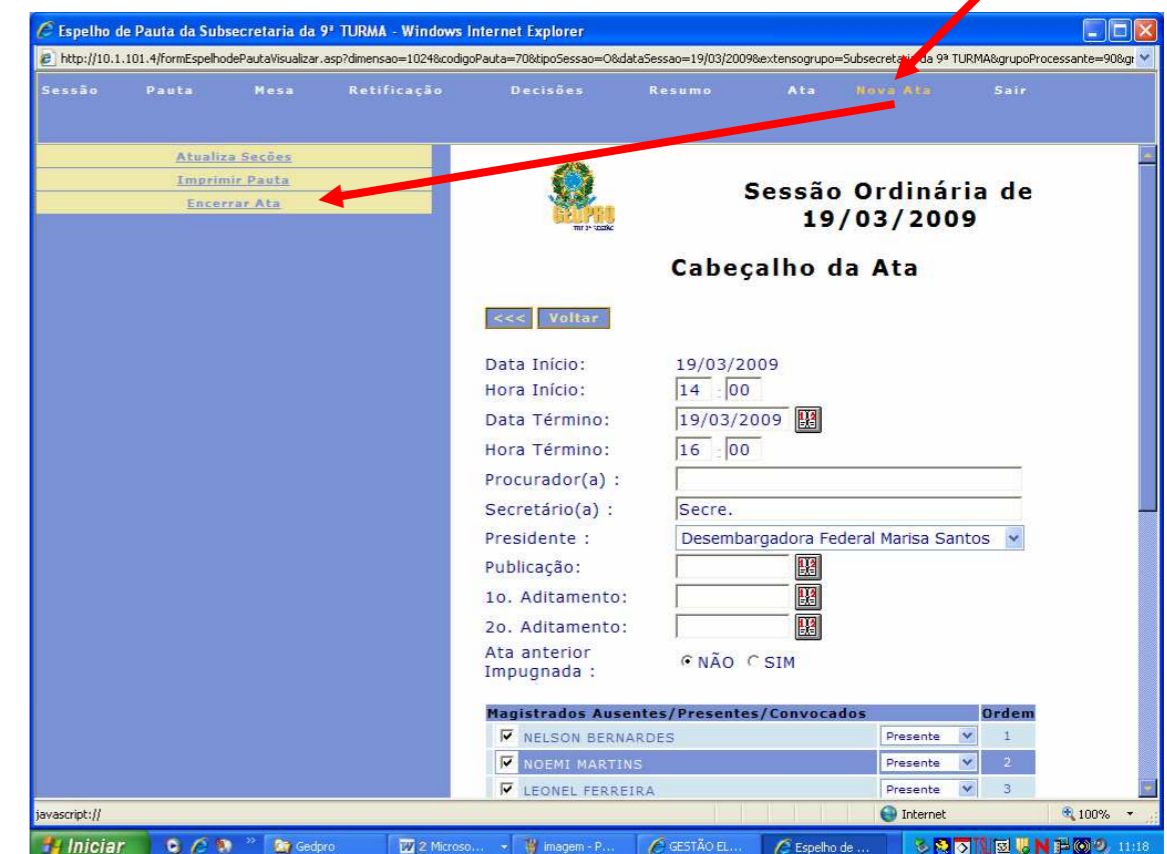 Espelho de Pauta da Subsecretaria da 9ª TURMA - Windows Internet Explorer
http://10.1.101.4/formEspelhodePautaVisualizar.asp?dimensao=1024&codigoPauta=70&tipoSessao=O&dataSessao=19/03/2009&extensogrupo=Subsecretaria da 9ª TURMA&grupoProcessante=90&gr
Sessão Pauta Mesa Retificação Decisões Resumo Ata Nova Ata Sair
Atualiza Secões
Imprimir Pauta
Encerrar Ata
GEDPRO
Sessão Ordinária de
19/03/2009
Cabeçalho da Ata
<<< Voltar
Data Início: 19/03/2009
Hora Início: 14 : 00
Data Término: 19/03/2009
Hora Término: 16 : 00
Procurador(a) :
Secretário(a) : Secre.
Presidente : Desembargadora Federal Marisa Santos
Publicação:
1o. Aditamento:
2o. Aditamento:
Ata anterior
Impugnada : NÃO SIM
Magistrados Ausentes/Presentes/Convocados Ordem
NELSON BERNARDES Presente 1
NOEMI MARTINS Presente 2
LEONEL FERREIRA Presente 3
javascript:// Internet 100%
Iniciar Gedpro 2 Microso... imagem - P... GESTÃO EL... Espelho de ... 11:18